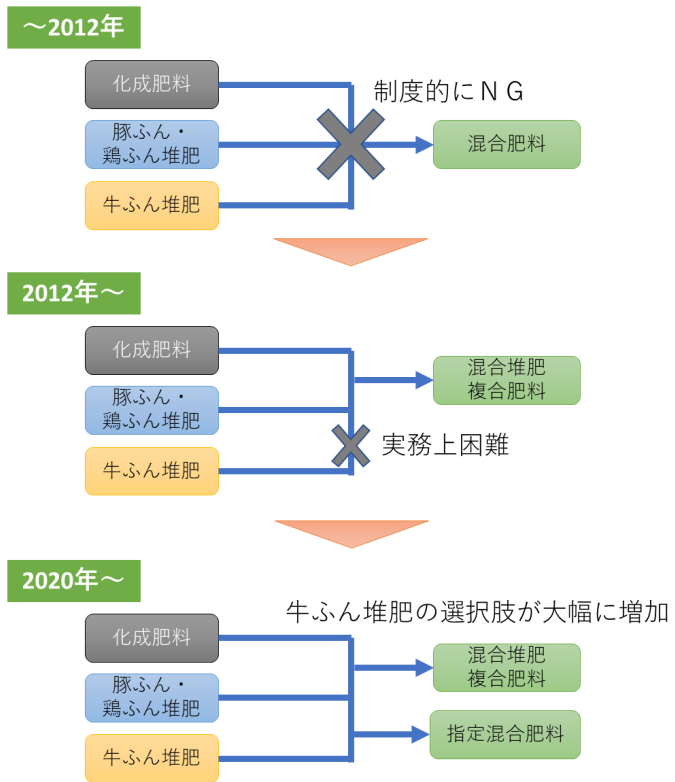 ～2012年
化成肥料
制度的にＮＧ
豚ふん・
鶏ふん堆肥
混合肥料
牛ふん堆肥
2012年～
化成肥料
混合堆肥
複合肥料
豚ふん・
鶏ふん堆肥
実務上困難
牛ふん堆肥
2020年～
牛ふん堆肥の選択肢が大幅に増加
化成肥料
混合堆肥
複合肥料
豚ふん・
鶏ふん堆肥
指定混合肥料
牛ふん堆肥